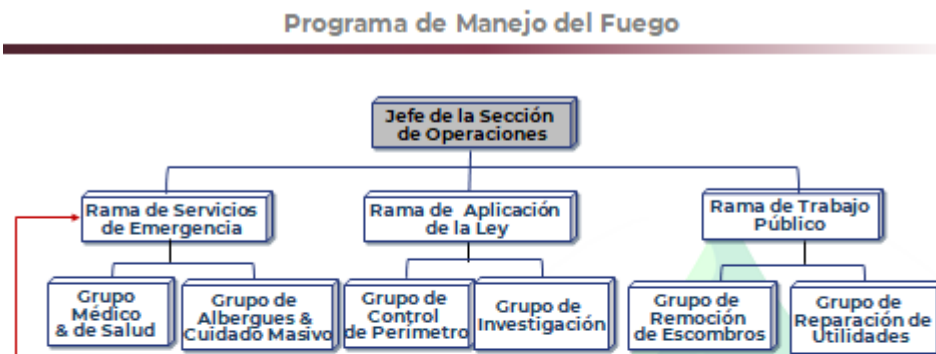 Programa de Manejo del Fuego
Jefe de la Sección
de Operaciones
Rama de Servicios
de Emergencia
Rama de Aplicación
de la Ley
Rama de Trabajo
Público
Grupo
Médico
& de Salud
Grupo de
Albergues &
Cuidado Masivo
Grupo de
Control
de Perímetro
Grupo de
Investigación
Grupo de
Remoción
de Escombros
Grupo de
Reparación de
Utilidades